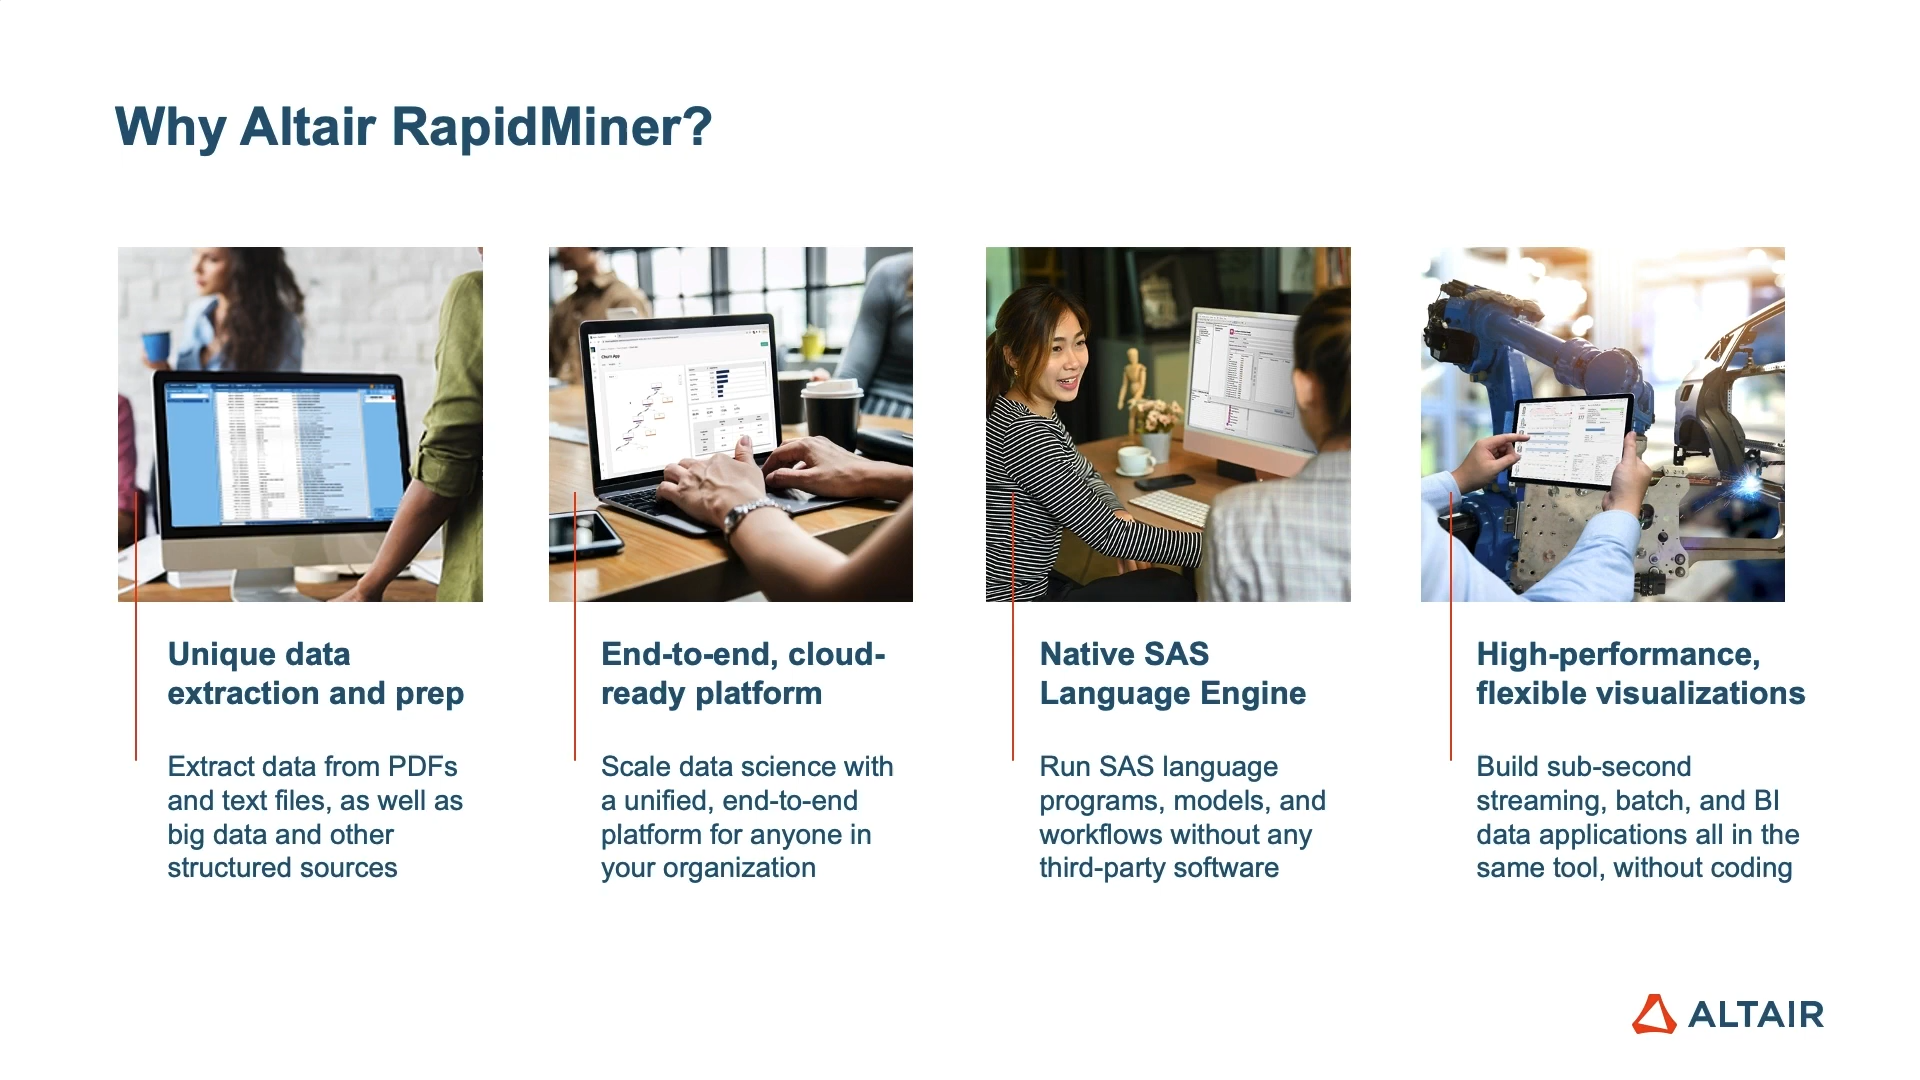 Why Altair RapidMiner?
Unique data
extraction and prep
Extract data from PDFs
and text files, as well as
big data and other
structured sources
End-to-end, cloud-
ready platform
Scale data science with
a unified, end-to-end
platform for anyone in
your organization
Native SAS
Language Engine
Run SAS language
programs, models, and
workflows without any
third-party software
High-performance,
flexible visualizations
Build sub-second
streaming, batch, and BI
data applications all in the
same tool, without coding
ALTAIR